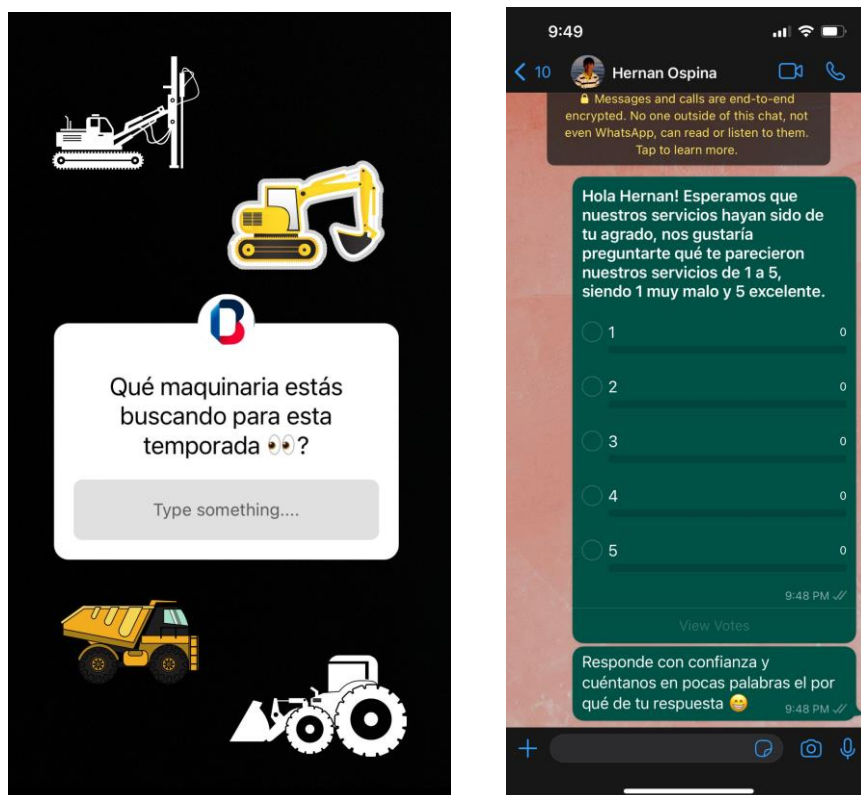 Qué maquinaria estás
buscando para esta
temporada 👀?
Type something....
9:49
10
Hernan Ospina
🔒 Messages and calls are end-to-end
encrypted. No one outside of this chat, not
even WhatsApp, can read or listen to them.
Tap to learn more.
Hola Hernan! Esperamos que
nuestros servicios hayan sido de
tu agrado, nos gustaría
preguntarte qué te parecieron
nuestros servicios de 1 a 5,
siendo 1 muy malo y 5 excelente.
1 0
2 0
3 0
4 0
5 0
9:48 PM
View Votes
Responde con confianza y
cuéntanos en pocas palabras el por
qué de tu respuesta 😁
9:48 PM